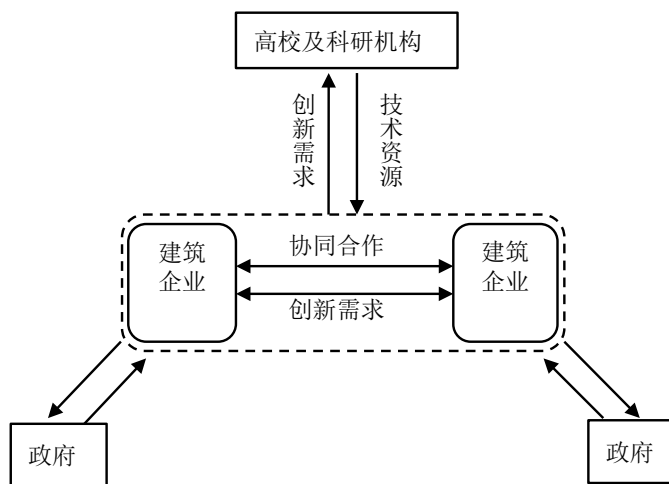 高校及科研机构
创新需求
技术资源
建筑
企业
协同合作
创新需求
建筑
企业
政府
政府